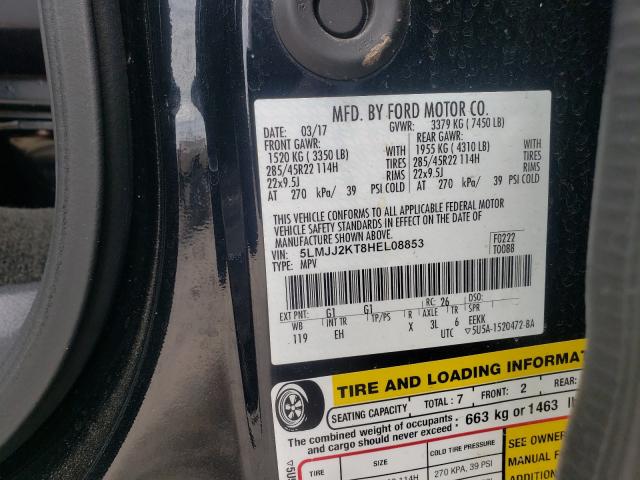 MFD. BY FORD MOTOR CO.
DATE: 03/17 GVWR: 3379 KG ( 7450 LB)
FRONT GAWR: REAR GAWR:
1520 KG ( 3350 LB) WITH 1955 KG ( 4310 LB) WITH
285/45R22 114H TIRES 285/45R22 114H TIRES
22x9.5J RIMS 22x9.5J RIMS
AT 270 kPa/ 39 PSI COLD AT 270 kPa/ 39 PSI COLD
THIS VEHICLE CONFORMS TO ALL APPLICABLE FEDERAL MOTOR
VEHICLE SAFETY STANDARDS IN EFFECT ON THE DATE OF
MANUFACTURE SHOWN ABOVE.
VIN: 5LMJJ2KT8HEL08853 F0222
TYPE: MPV T0088
EXT PNT: G1 G1 RC: 26 DSO:
WB INT TR TP/PS R AXLE TR SPR
119 EH X 3L 6 EEKK
UTC ▽5U5A-1520472-BA
TIRE AND LOADING INFORMAT
SEATING CAPACITY TOTAL : 7 FRONT: 2 REAR:
The combined weight of occupants and cargo should never exceed : 663 kg or 1463
TIRE SIZE COLD TIRE PRESSURE SEE OWNER
114H 270 KPA, 39 PSI MANUAL F
ADDITION